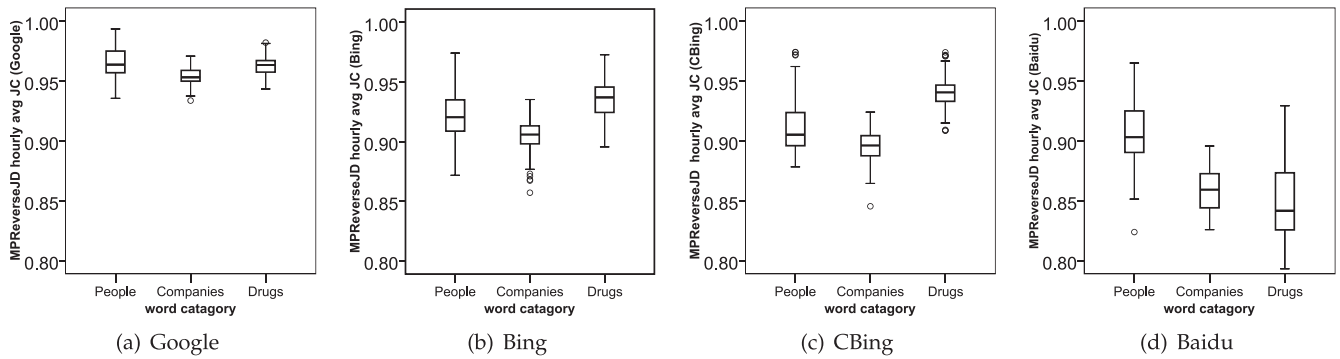 MPReverseJD hourly avg JC (Google)
1.00
0.95
0.90
0.85
0.80
People Companies Drugs
word catagory
(a) Google
MPReverseJD hourly avg JC (Bing)
1.00
0.95
0.90
0.85
0.80
People Companies Drugs
word catagory
(b) Bing
MPReverseJD hourly avg JC (CBing)
1.00
0.95
0.90
0.85
0.80
People Companies Drugs
word catagory
(c) CBing
MPReverseJD hourly avg JC (Baidu)
1.00
0.95
0.90
0.85
0.80
People Companies Drugs
word catagory
(d) Baidu